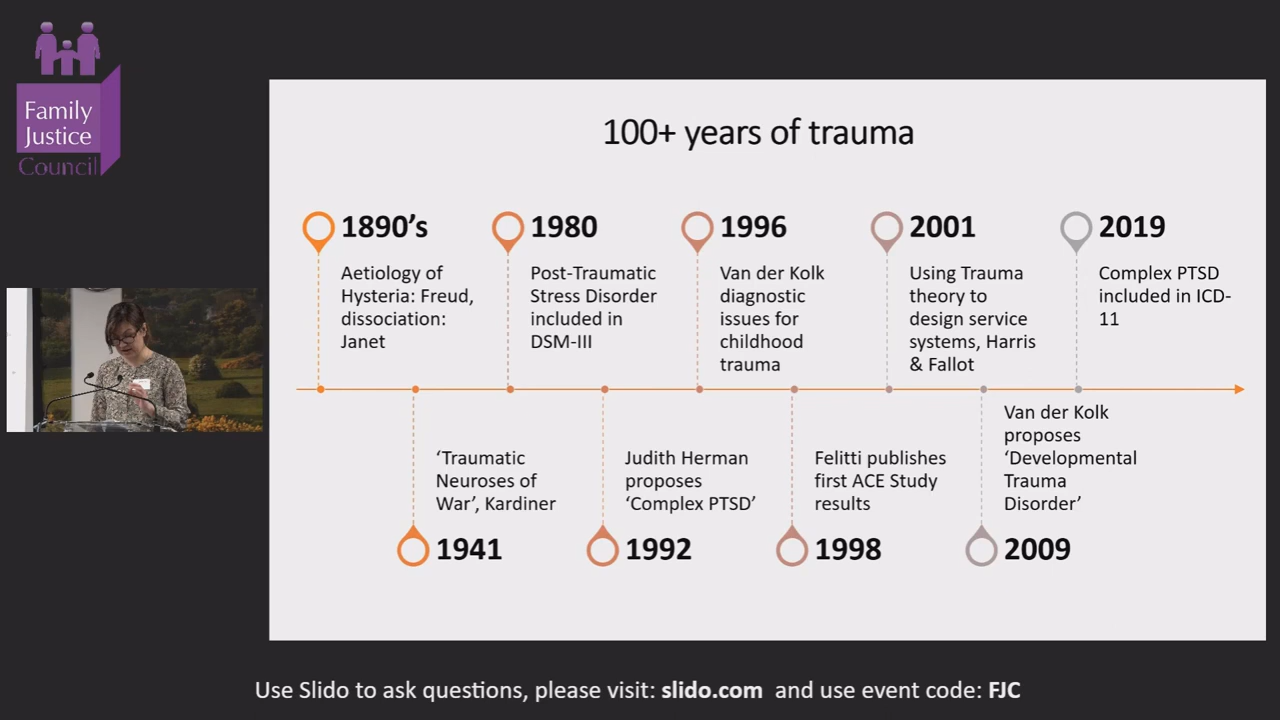 Family
Justice
Council
100+ years of trauma
1890’s
Aetiology of
Hysteria: Freud,
dissociation:
Janet
1980
Post-Traumatic
Stress Disorder
included in
DSM-III
1996
Van der Kolk
diagnostic
issues for
childhood
trauma
2001
Using Trauma
theory to
design service
systems, Harris
& Fallot
2019
Complex PTSD
included in ICD-
11
‘Traumatic
Neuroses of
War’, Kardiner
1941
Judith Herman
proposes
‘Complex PTSD’
1992
Felitti publishes
first ACE Study
results
1998
Van der Kolk
proposes
‘Developmental
Trauma
Disorder’
2009
Use Slido to ask questions, please visit: slido.com and use event code: FJC